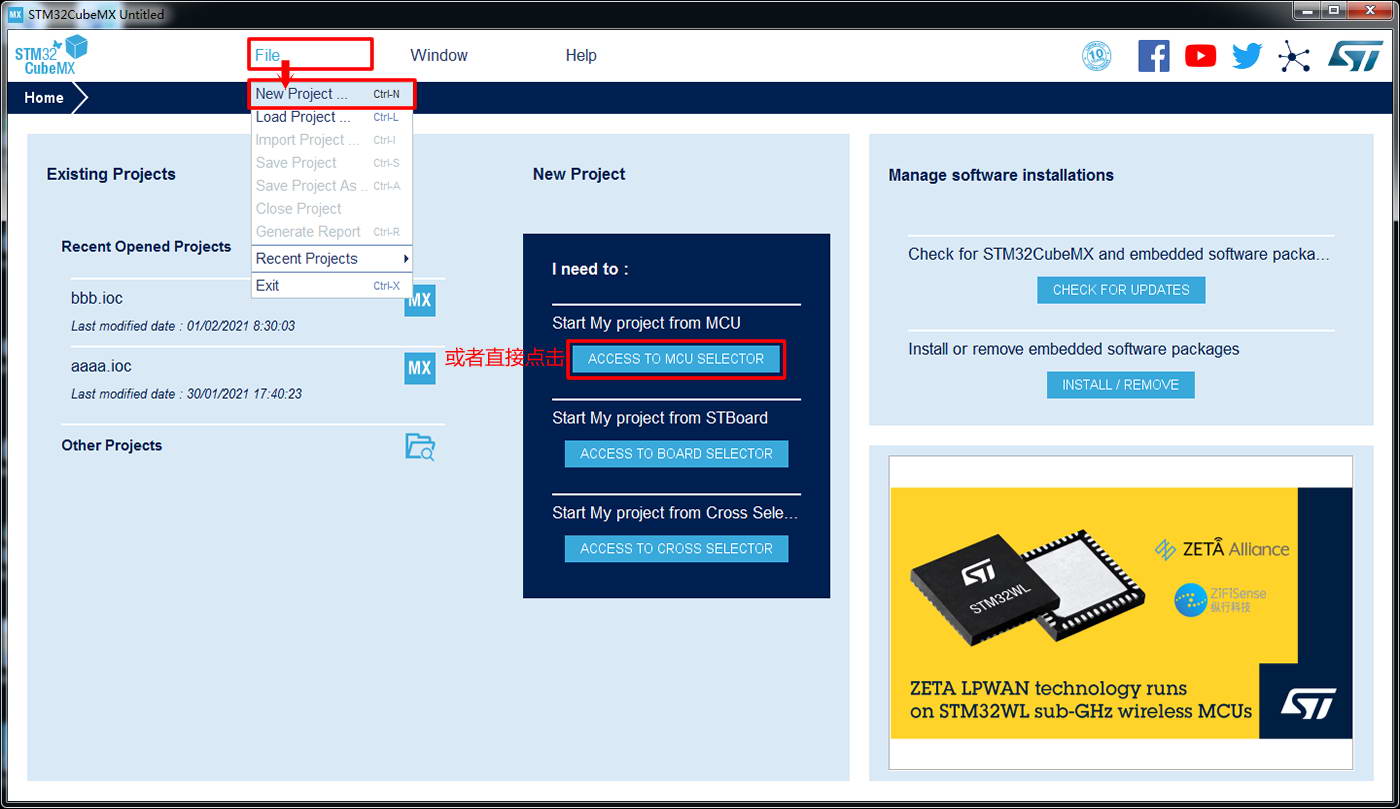 MX STM32CubeMX Untitled
STM32
CubeMX
File
Window
Help
10
Home
New Project ... Ctrl-N
Load Project ... Ctrl-L
Import Project ... Ctrl-I
Save Project Ctrl-S
Save Project As .. Ctrl-A
Close Project
Generate Report Ctrl-R
Recent Projects
Exit Ctrl-X
Existing Projects
Recent Opened Projects
bbb.ioc
MX
Last modified date : 01/02/2021 8:30:03
aaaa.ioc
MX
Last modified date : 30/01/2021 17:40:23
Other Projects
New Project
I need to :
Start My project from MCU
或者直接点击
ACCESS TO MCU SELECTOR
Start My project from STBoard
ACCESS TO BOARD SELECTOR
Start My project from Cross Sele...
ACCESS TO CROSS SELECTOR
Manage software installations
Check for STM32CubeMX and embedded software packa...
CHECK FOR UPDATES
Install or remove embedded software packages
INSTALL / REMOVE
STM32WL
ZETA Alliance
ZiFiSense
纵行科技
ZETA LPWAN technology runs
on STM32WL sub-GHz wireless MCUs